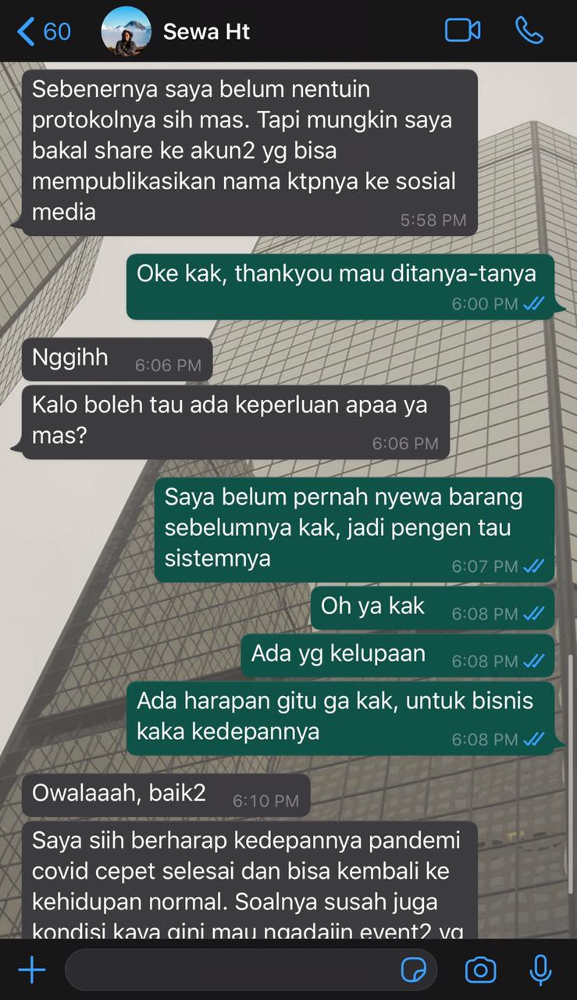 60
Sewa Ht
Sebenernya saya belum nentuin
protokolnya sih mas. Tapi mungkin saya
bakal share ke akun2 yg bisa
mempublikasikan nama ktpnya ke sosial
media
5:58 PM
Oke kak, thankyou mau ditanya-tanya
6:00 PM
Nggihh 6:06 PM
Kalo boleh tau ada keperluan apaa ya
mas?
6:06 PM
Saya belum pernah nyewa barang
sebelumnya kak, jadi pengen tau
sistemnya
6:07 PM
Oh ya kak 6:08 PM
Ada yg kelupaan 6:08 PM
Ada harapan gitu ga kak, untuk bisnis
kaka kedepannya
6:08 PM
Owalaaah, baik2 6:10 PM
Saya siih berharap kedepannya pandemi
covid cepet selesai dan bisa kembali ke
kehidupan normal. Soalnya susah juga
kondisi kaya gini mau ngadaiin event2 yg